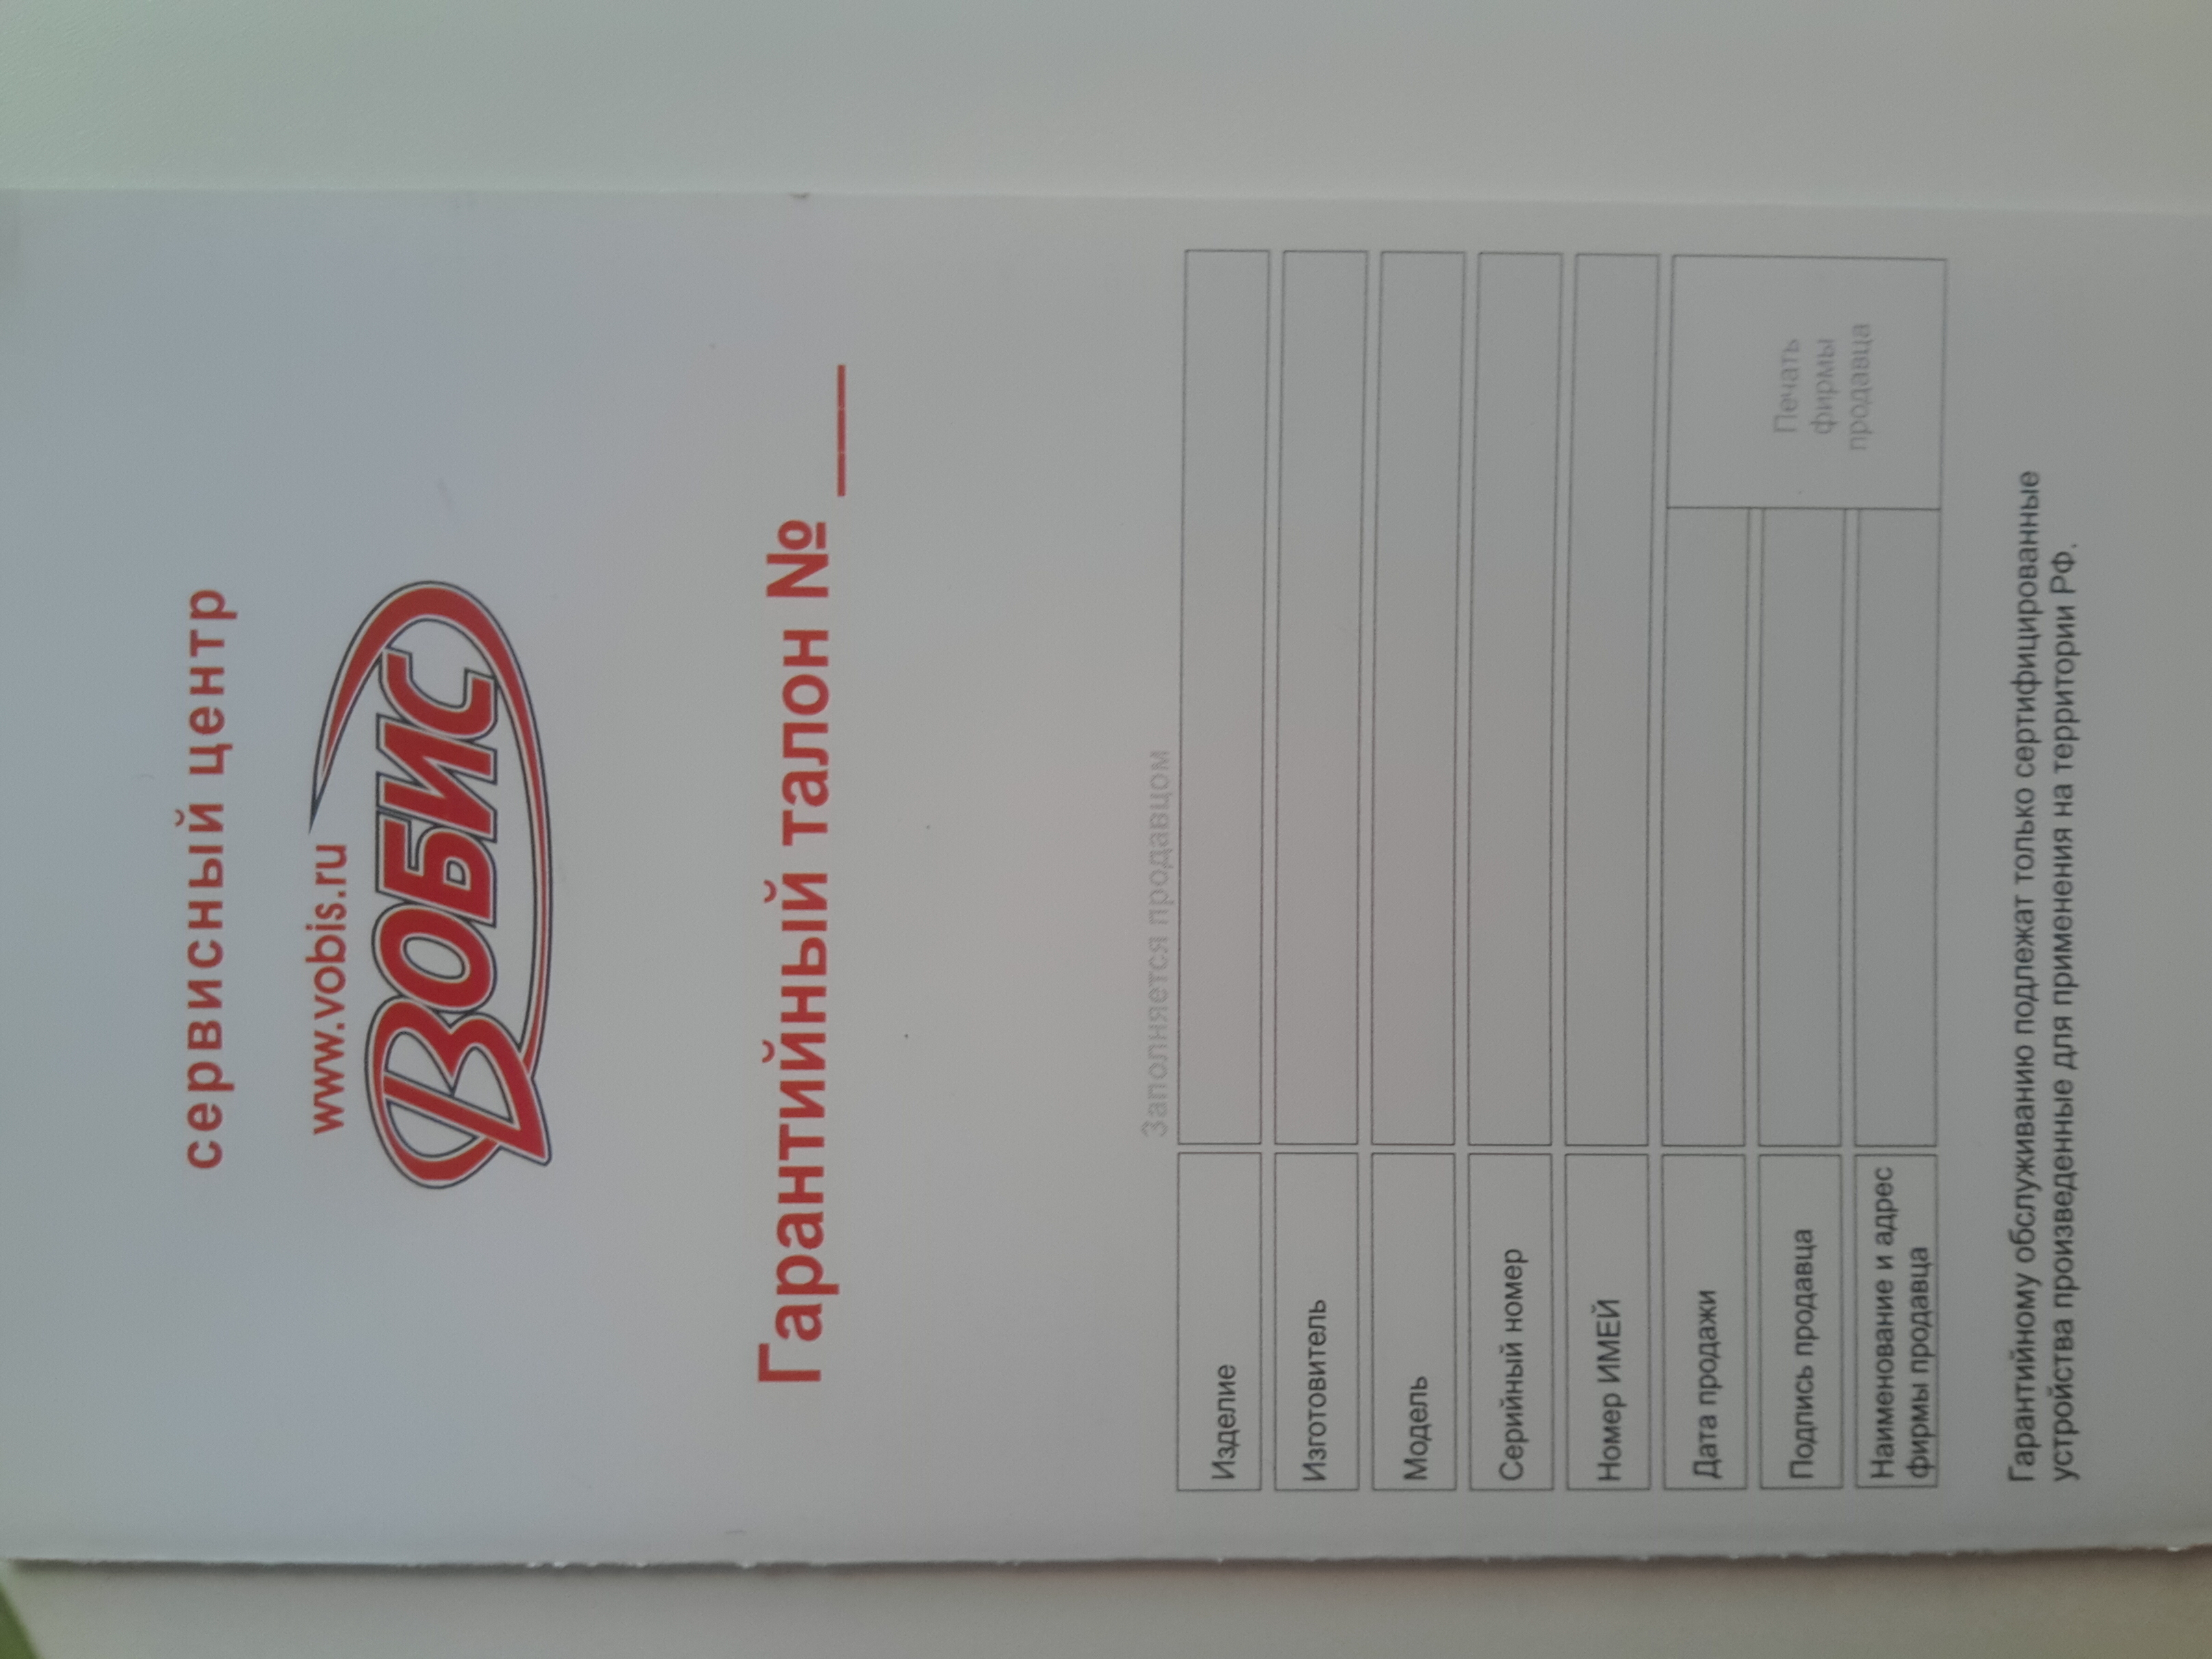 сервисный центр
www.vobis.ru
ВОБИС
Гарантийный талон № ___
Заполняется продавцом
Изделие
Изготовитель
Модель
Серийный номер
Номер ИМЕЙ
Дата продажи
Подпись продавца
Наименование и адрес
фирмы продавца
Печать
фирмы
продавца
Гарантийному обслуживанию подлежат только сертифицированные
устройства произведенные для применения на територии РФ.